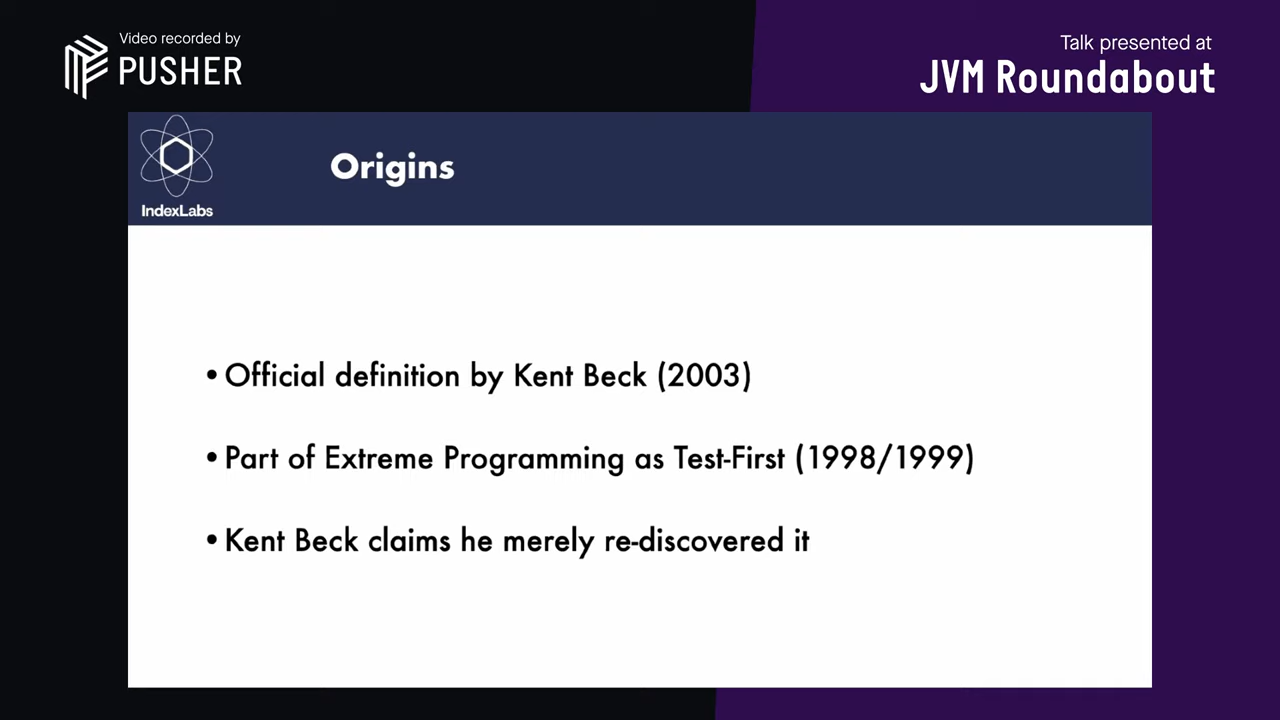 Video recorded by
PUSHER
Talk presented at
JVM Roundabout
IndexLabs
Origins
• Official definition by Kent Beck (2003)
• Part of Extreme Programming as Test-First (1998/1999)
• Kent Beck claims he merely re-discovered it